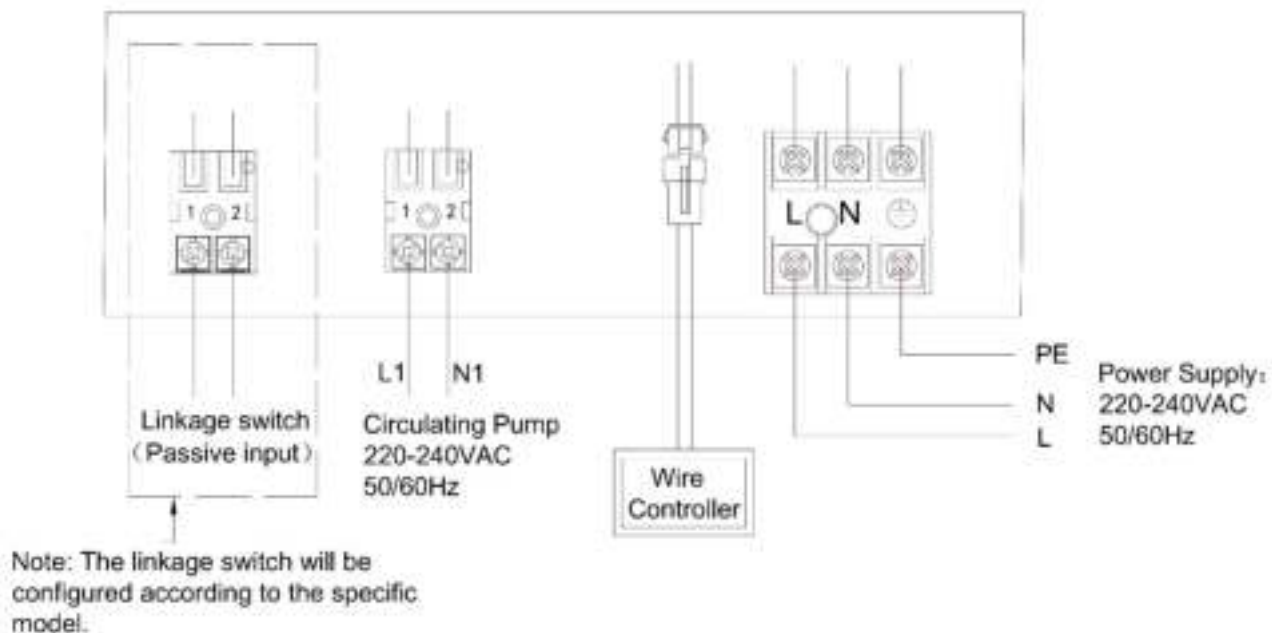 1 2
1 2
L N
L1 N1
Linkage switch
(Passive input)
Circulating Pump
220-240VAC
50/60Hz
Wire
Controller
PE
N
L
Power Supply:
220-240VAC
50/60Hz
Note: The linkage switch will be
configured according to the specific
model.